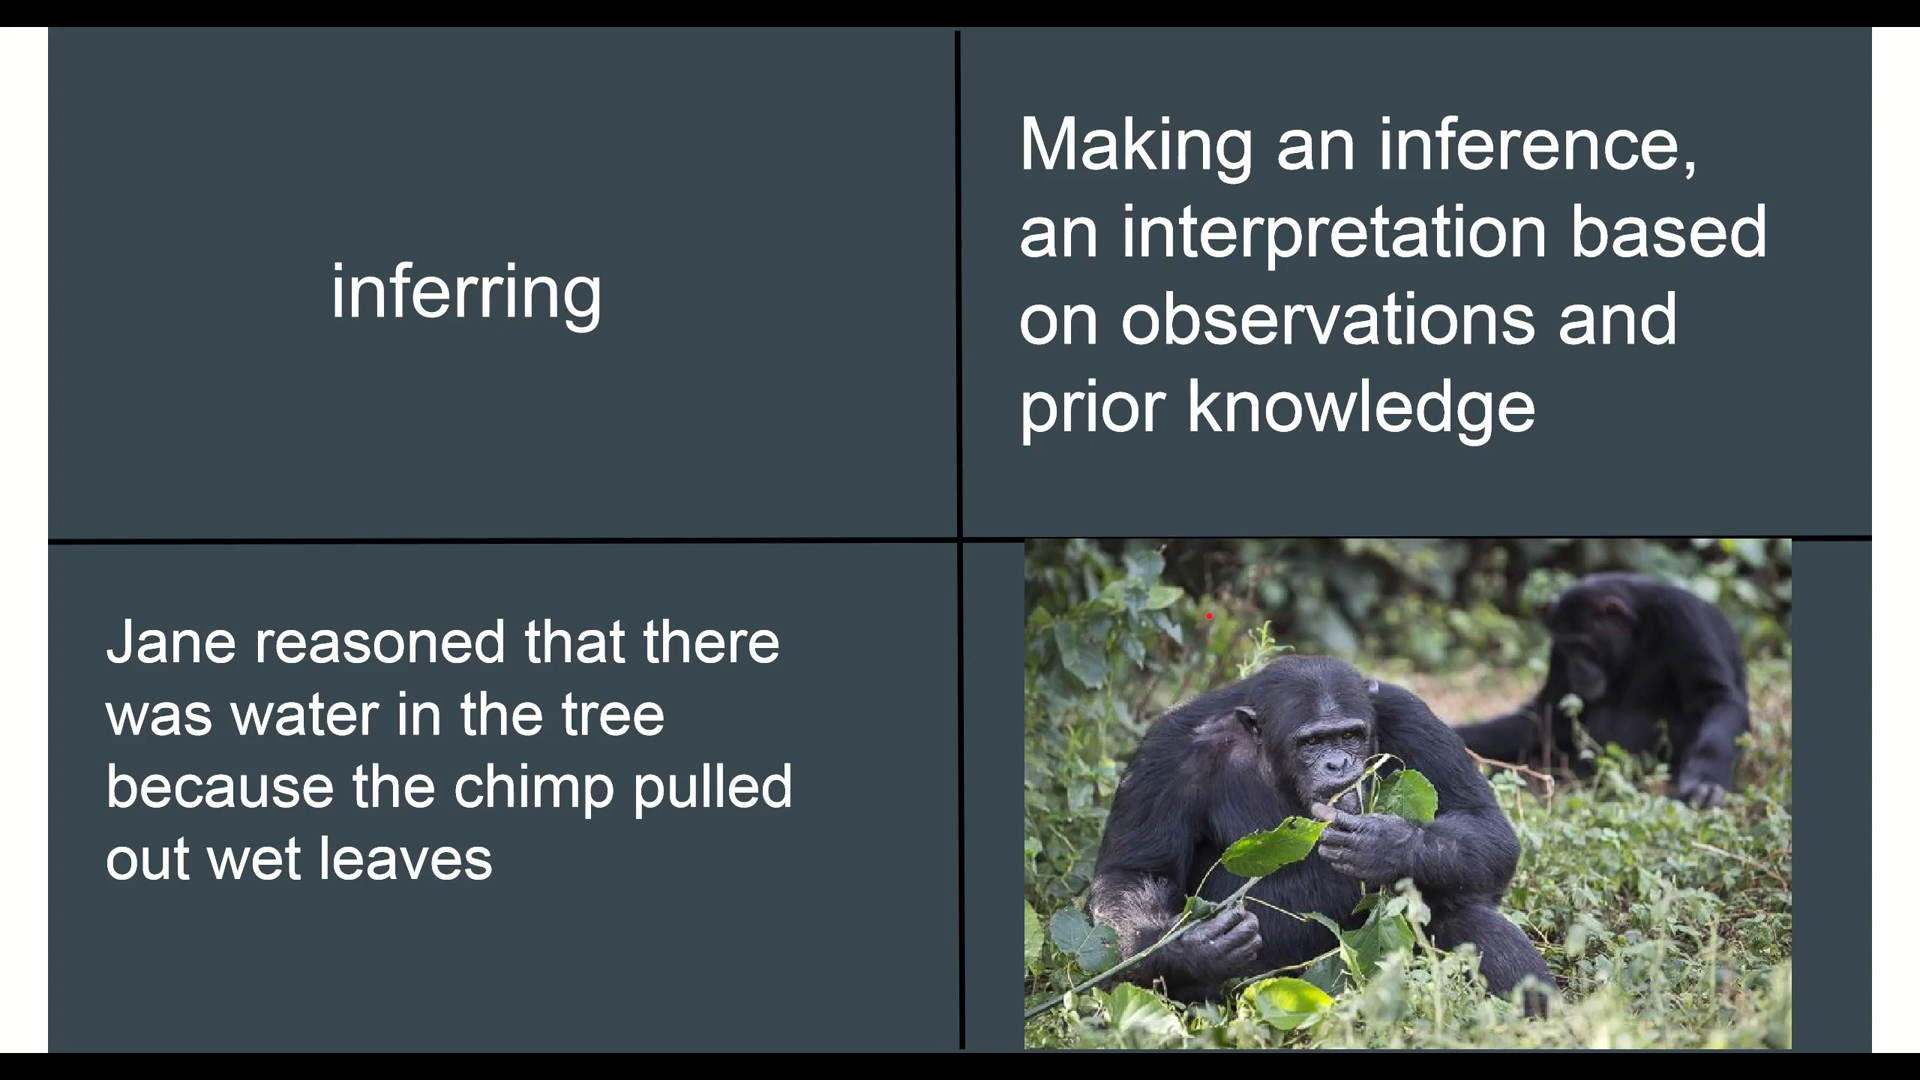 inferring
Making an inference,
an interpretation based
on observations and
prior knowledge
Jane reasoned that there
was water in the tree
because the chimp pulled
out wet leaves